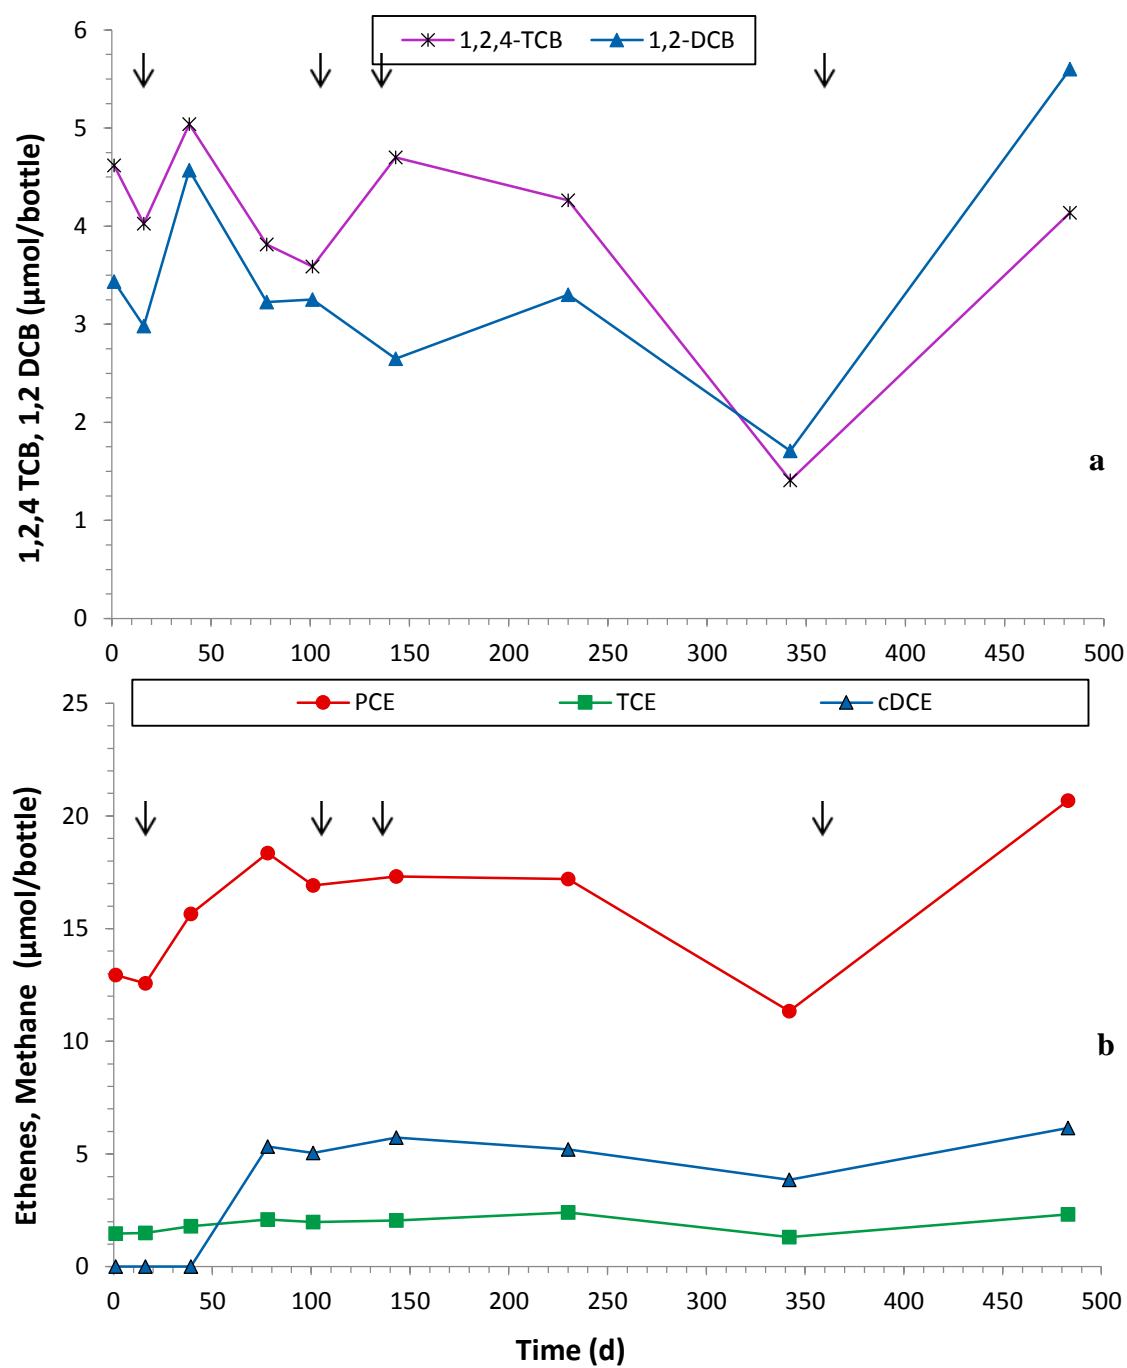 1,2,4-TCB 1,2-DCB
6
5
4
3
2
1
0
1,2,4 TCB, 1,2 DCB (µmol/bottle)
a
0 50 100 150 200 250 300 350 400 450 500
PCE TCE cDCE
25
20
15
10
5
0
Ethenes, Methane (µmol/bottle)
b
0 50 100 150 200 250 300 350 400 450 500
Time (d)